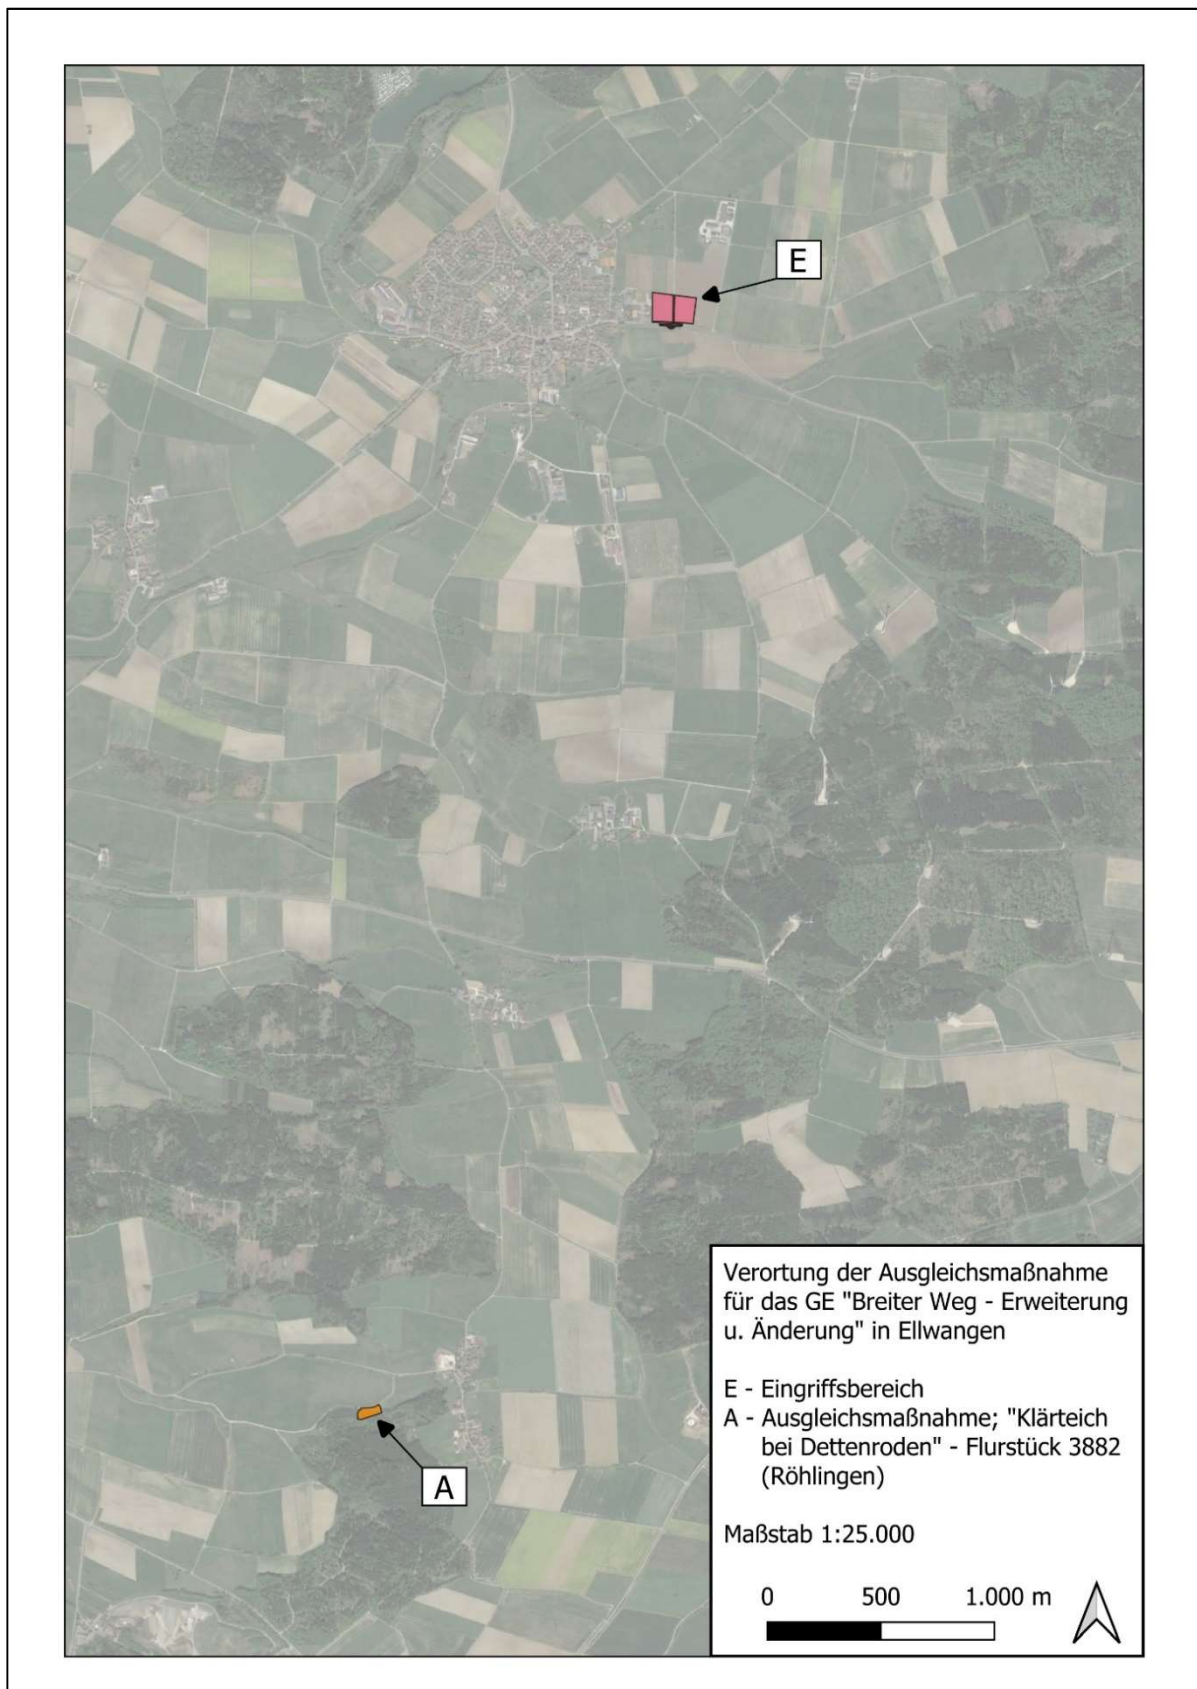 E
A
Verortung der Ausgleichsmaßnahme
für das GE "Breiter Weg - Erweiterung
u. Änderung" in Ellwangen
E - Eingriffsbereich
A - Ausgleichsmaßnahme; "Klärteich
bei Dettenroden" - Flurstück 3882
(Röhlingen)
Maßstab 1:25.000
0 500 1.000 m